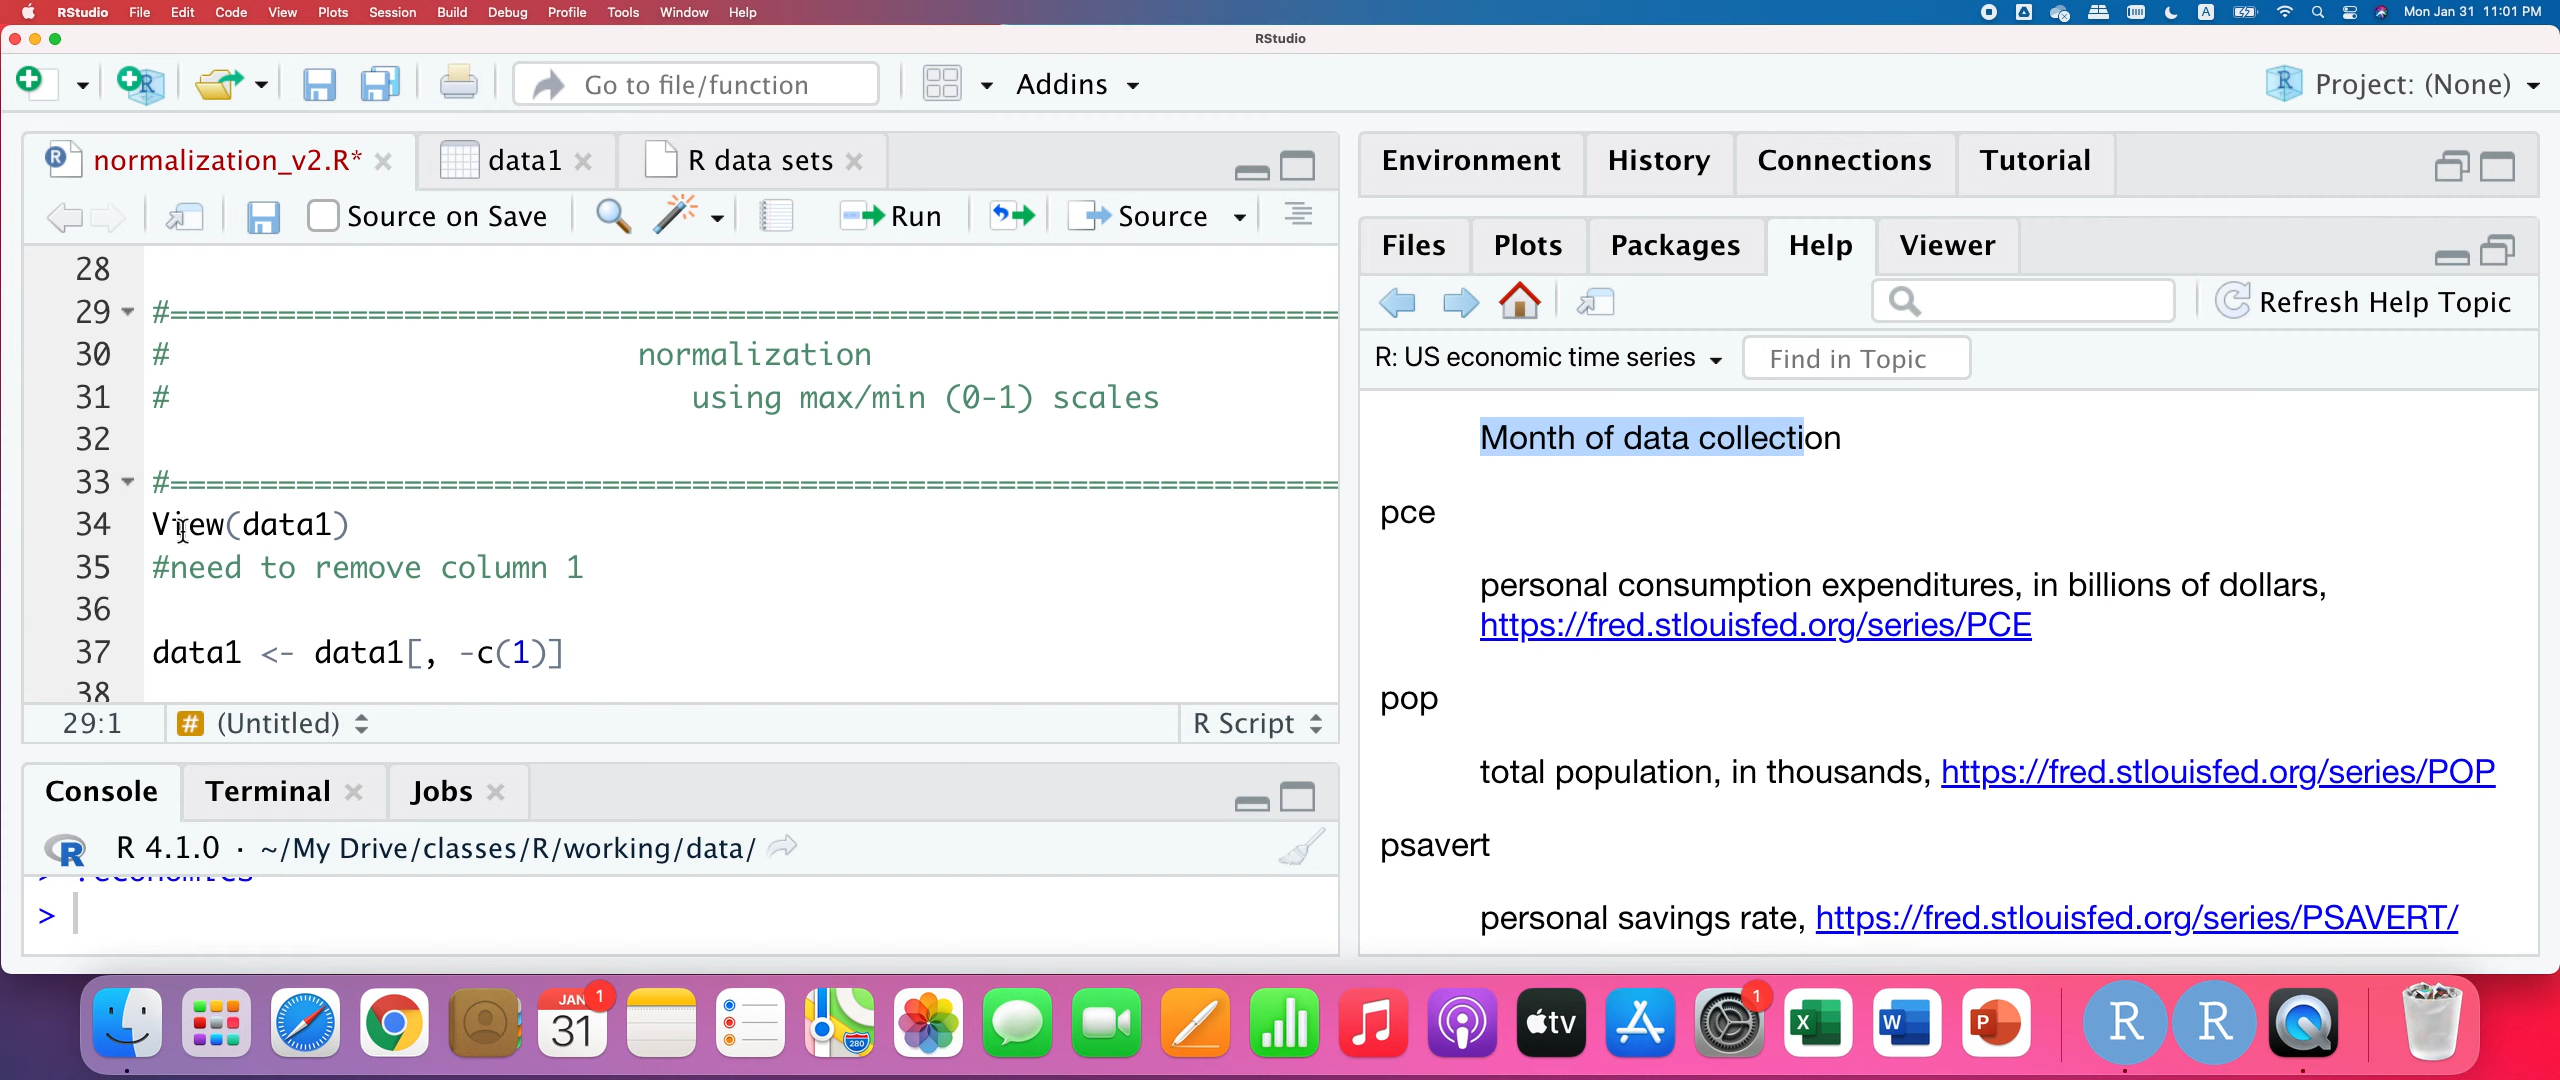 RStudio File Edit Code View Plots Session Build Debug Profile Tools Window Help
A
Mon Jan 31 11:01 PM
RStudio
R
Go to file/function
Addins
R
Project: (None)
R
normalization_v2.R*
data1
R data sets
Source on Save
Run
Source
28
29 #=================================================================
30 # normalization
31 # using max/min (0-1) scales
32
33 #=================================================================
34 View(data1)
35 #need to remove column 1
36
37 data1 <- data1[, -c(1)]
38
29:1
# (Untitled)
R Script
Console
Terminal
Jobs
R
R 4.1.0 · ~/My Drive/classes/R/working/data/
>
Environment
History
Connections
Tutorial
Files
Plots
Packages
Help
Viewer
Refresh Help Topic
R: US economic time series
Find in Topic
Month of data collection
pce
personal consumption expenditures, in billions of dollars,
https://fred.stlouisfed.org/series/PCE
pop
total population, in thousands, https://fred.stlouisfed.org/series/POP
psavert
personal savings rate, https://fred.stlouisfed.org/series/PSAVERT/
JAN
31
1
280
tv
1
X
W
P
R
R